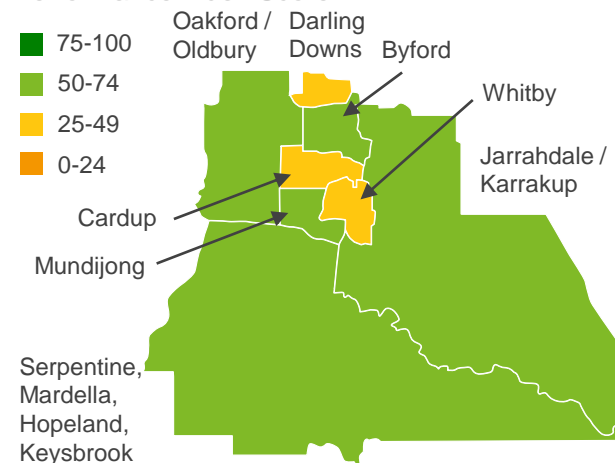 75-100
50-74
25-49
0-24
Oakford /
Oldbury
Darling
Downs
Byford
Whitby
Jarrahdale /
Karrakup
Cardup
Mundijong
Serpentine,
Mardella,
Hopeland,
Keysbrook